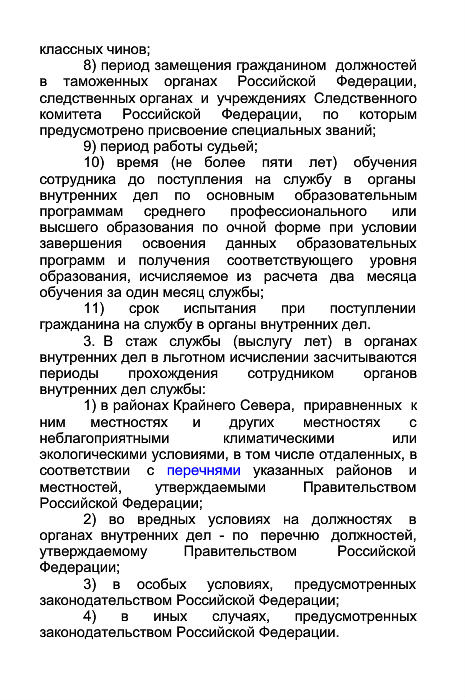 классных чинов;
8) период замещения гражданином должностей
в таможенных органах Российской Федерации,
следственных органах и учреждениях Следственного
комитета Российской Федерации, по которым
предусмотрено присвоение специальных званий;
9) период работы судьей;
10) время (не более пяти лет) обучения
сотрудника до поступления на службу в органы
внутренних дел по основным образовательным
программам среднего профессионального или
высшего образования по очной форме при условии
завершения освоения данных образовательных
программ и получения соответствующего уровня
образования, исчисляемое из расчета два месяца
обучения за один месяц службы;
11) срок испытания при поступлении
гражданина на службу в органы внутренних дел.
3. В стаж службы (выслугу лет) в органах
внутренних дел в льготном исчислении засчитываются
периоды прохождения сотрудником органов
внутренних дел службы:
1) в районах Крайнего Севера, приравненных к
ним местностях и других местностях с
неблагоприятными климатическими или
экологическими условиями, в том числе отдаленных, в
соответствии с перечнями указанных районов и
местностей, утверждаемыми Правительством
Российской Федерации;
2) во вредных условиях на должностях в
органах внутренних дел - по перечню должностей,
утверждаемому Правительством Российской
Федерации;
3) в особых условиях, предусмотренных
законодательством Российской Федерации;
4) в иных случаях, предусмотренных
законодательством Российской Федерации.